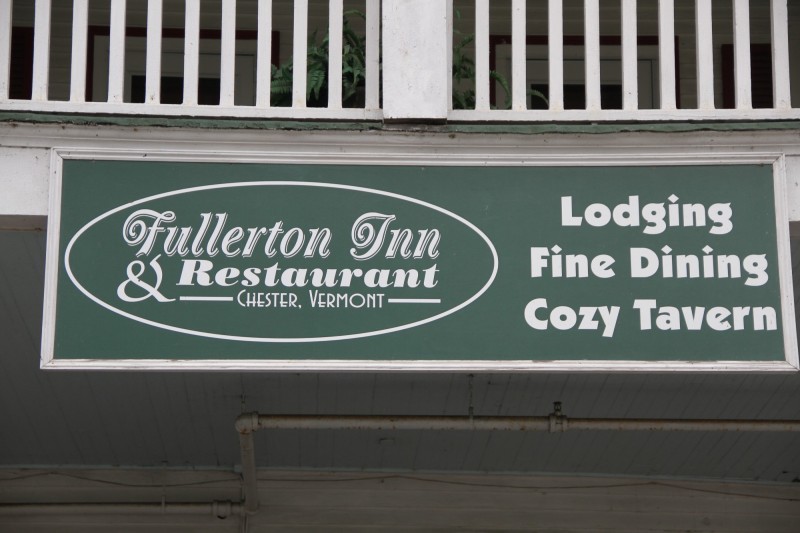 Fullerton Inn
& Restaurant
CHESTER, VERMONT
Lodging
Fine Dining
Cozy Tavern